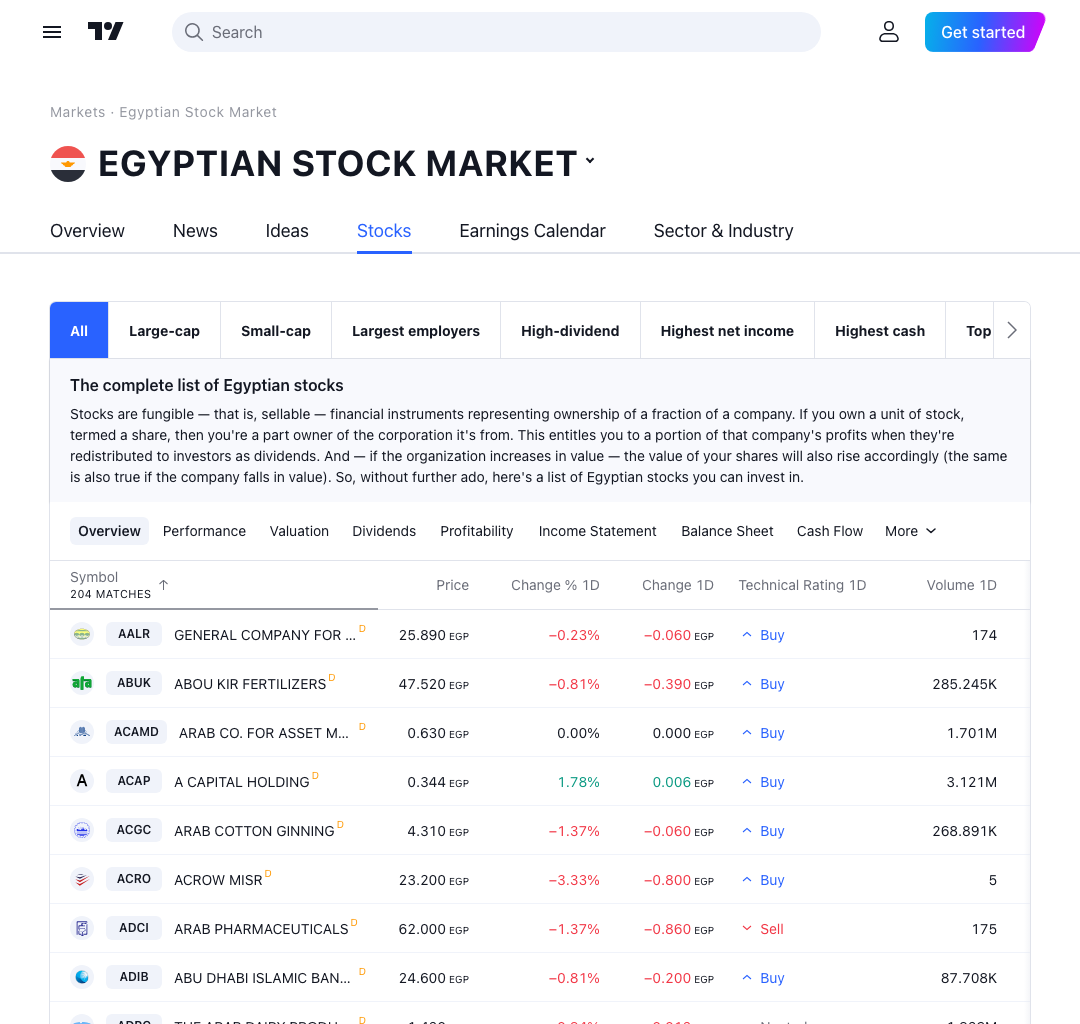 Search
Get started
Markets · Egyptian Stock Market
EGYPTIAN STOCK MARKET
Overview News Ideas Stocks Earnings Calendar Sector & Industry
All Large-cap Small-cap Largest employers High-dividend Highest net income Highest cash Top
The complete list of Egyptian stocks
Stocks are fungible — that is, sellable — financial instruments representing ownership of a fraction of a company. If you own a unit of stock,
termed a share, then you're a part owner of the corporation it's from. This entitles you to a portion of that company's profits when they're
redistributed to investors as dividends. And — if the organization increases in value — the value of your shares will also rise accordingly (the same
is also true if the company falls in value). So, without further ado, here's a list of Egyptian stocks you can invest in.
Overview Performance Valuation Dividends Profitability Income Statement Balance Sheet Cash Flow More
Symbol Price Change % 1D Change 1D Technical Rating 1D Volume 1D
204 MATCHES
AALR GENERAL COMPANY FOR ... D 25.890 EGP −0.23% −0.060 EGP Buy 174
afa ABUK ABOU KIR FERTILIZERS D 47.520 EGP −0.81% −0.390 EGP Buy 285.245K
ACAMD ARAB CO. FOR ASSET M... D 0.630 EGP 0.00% 0.000 EGP Buy 1.701M
A ACAP A CAPITAL HOLDING D 0.344 EGP 1.78% 0.006 EGP Buy 3.121M
ACGC ARAB COTTON GINNING D 4.310 EGP −1.37% −0.060 EGP Buy 268.891K
ACRO ACROW MISR D 23.200 EGP −3.33% −0.800 EGP Buy 5
ADCI ARAB PHARMACEUTICALS D 62.000 EGP −1.37% −0.860 EGP Sell 175
ADIB ABU DHABI ISLAMIC BAN... D 24.600 EGP −0.81% −0.200 EGP Buy 87.708K
D